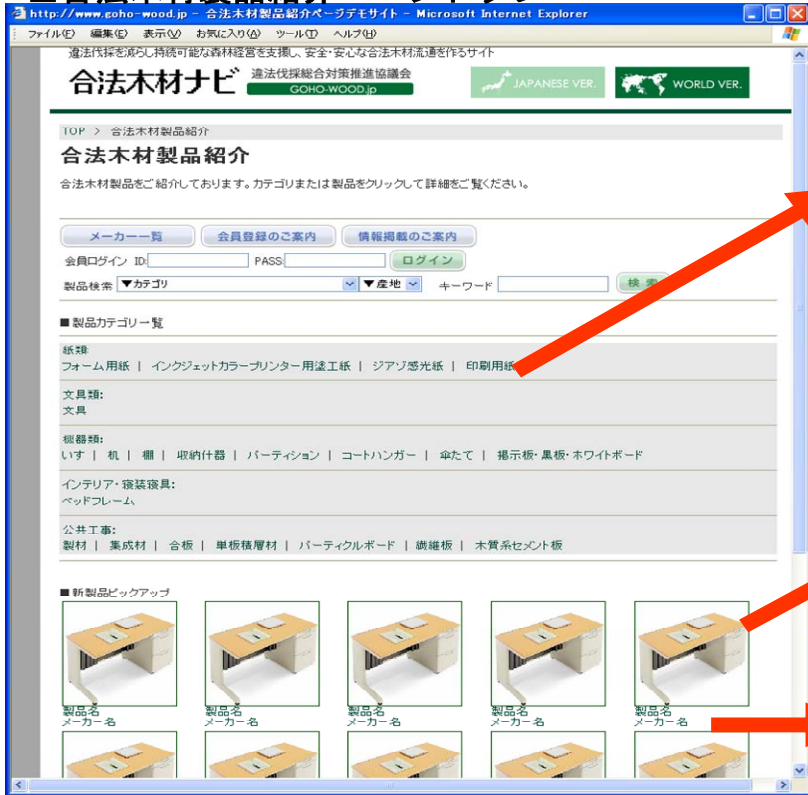 http://www.goho-wood.jp - 合法木材製品紹介ページデモサイト - Microsoft Internet Explorer
ファイル(F) 編集(E) 表示(V) お気に入り(A) ツール(T) ヘルプ(H)
違法伐採を減らし持続可能な森林経営を支援し、安全・安心な合法木材流通を作るサイト
合法木材ナビ 違法伐採総合対策推進協議会
GOHO-WOOD.jp
JAPANESE VER. WORLD VER.
TOP > 合法木材製品紹介
合法木材製品紹介
合法木材製品をご紹介しております。カテゴリまたは製品をクリックして詳細をご覧ください。
メーカー一覧 会員登録のご案内 情報掲載のご案内
会員ログイン ID: PASS: ログイン
製品検索 ▼カテゴリ ▼産地 キーワード 検索
■製品カテゴリ一覧
紙類:
フォーム用紙 | インクジェットカラープリンター用塗工紙 | ジアゾ感光紙 | 印刷用紙
文具類:
文具
機器類:
いす | 机 | 棚 | 収納什器 | パーティション | コートハンガー | 傘たて | 掲示板・黒板・ホワイトボード
インテリア・寝装寝具:
ベッドフレーム
公共工事:
製材 | 集成材 | 合板 | 単板積層材 | パーティクルボード | 繊維板 | 木質系セメント板
■新製品ピックアップ
製品名 製品名 製品名 製品名 製品名
メーカー名 メーカー名 メーカー名 メーカー名 メーカー名